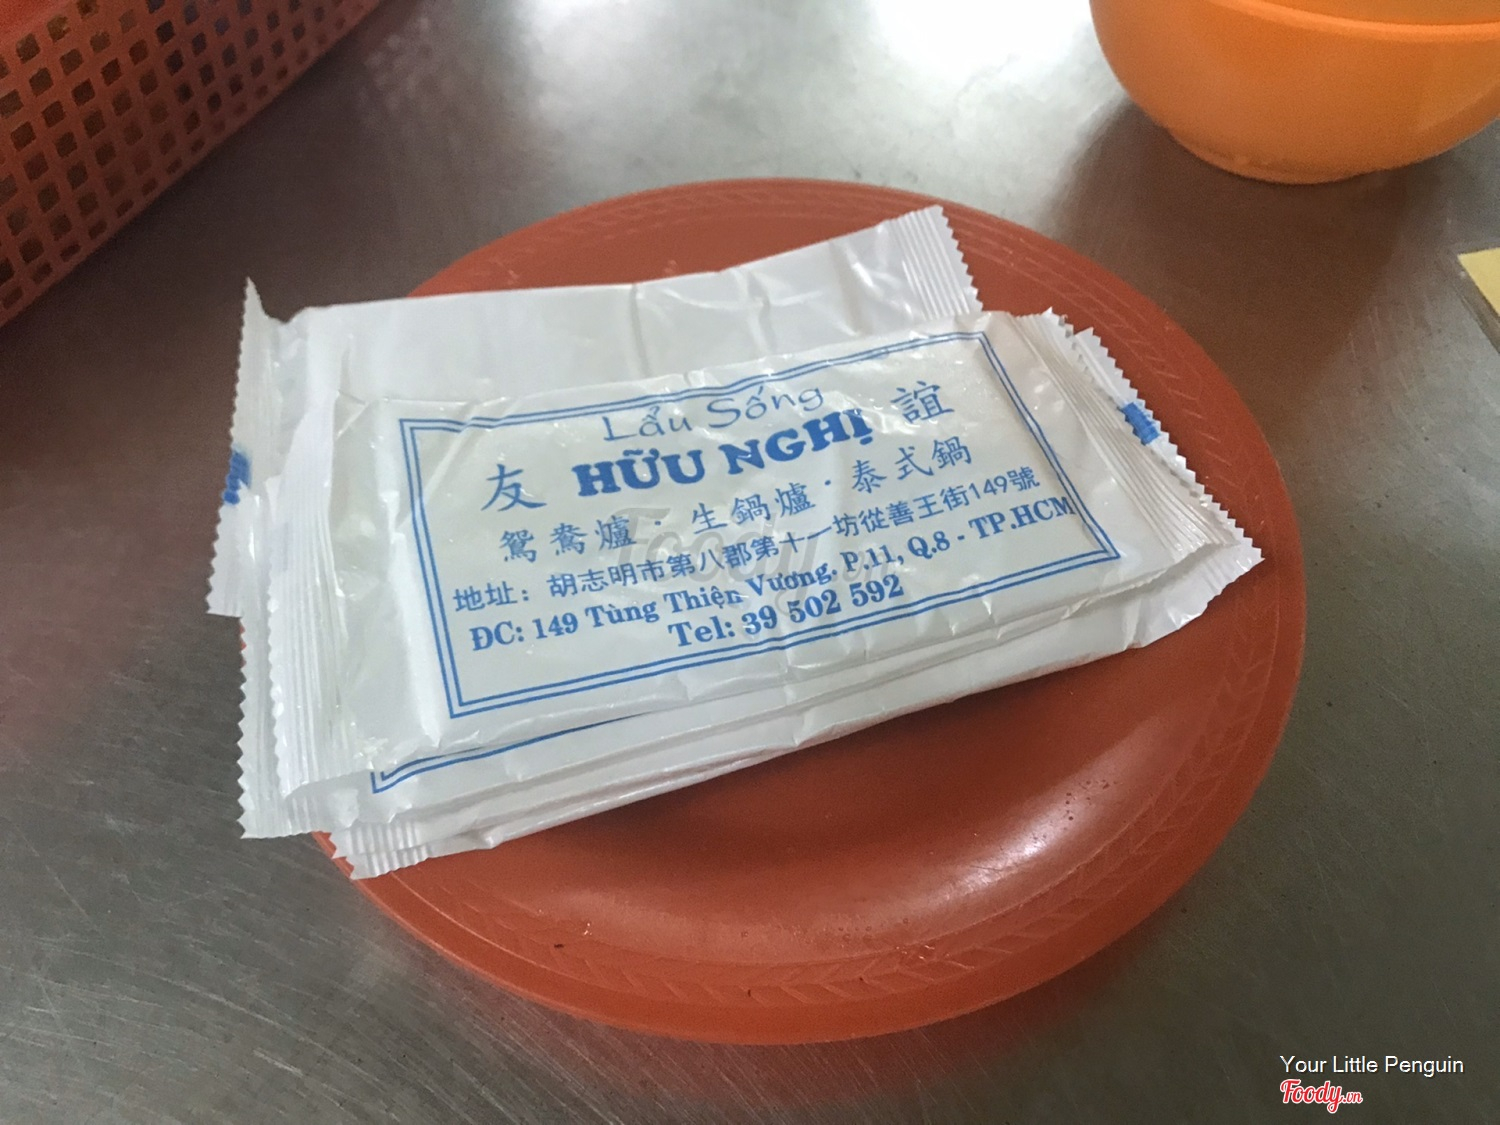 Lẩu Sống
友 HỮU NGHỊ 誼
鴛鴦爐・生鍋爐・泰式鍋
地址：胡志明市第八郡第十一坊從善王街149號
ĐC: 149 Tùng Thiện Vương. P.11, Q.8 - TP.HCM
Tel: 39 502 592
Foody.vn
Your Little Penguin
Foody.vn